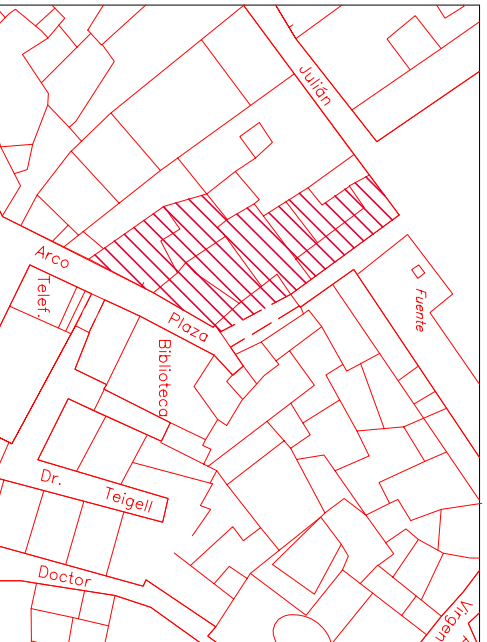 Julián
Arco
Telef.
Plaza
Fuente
Biblioteca
Dr.
Teigell
Doctor
Virgen